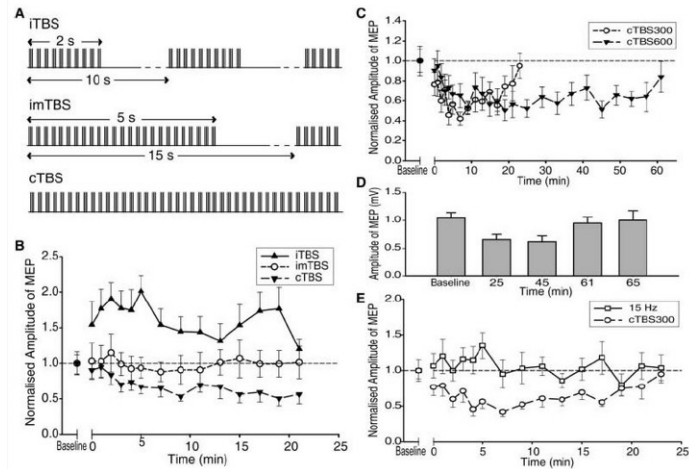 A
iTBS
2 s
10 s
imTBS
5 s
15 s
cTBS
B
Normalised Amplitude of MEP
2.5
2.0
1.5
1.0
0.5
0.0
iTBS
imTBS
cTBS
Baseline
0 5 10 15 20 25
Time (min)
C
Normalised Amplitude of MEP
1.4
1.2
1.0
0.8
0.6
0.4
0.2
0.0
cTBS300
cTBS600
Baseline
0 10 20 30 40 50 60
Time (min)
D
Amplitude of MEP (mV)
1.5
1.0
0.5
0.0
Baseline 25 45 61 65
Time (min)
E
Normalised Amplitude of MEP
2.0
1.5
1.0
0.5
0.0
15 Hz
cTBS300
Baseline
0 5 10 15 20 25
Time (min)